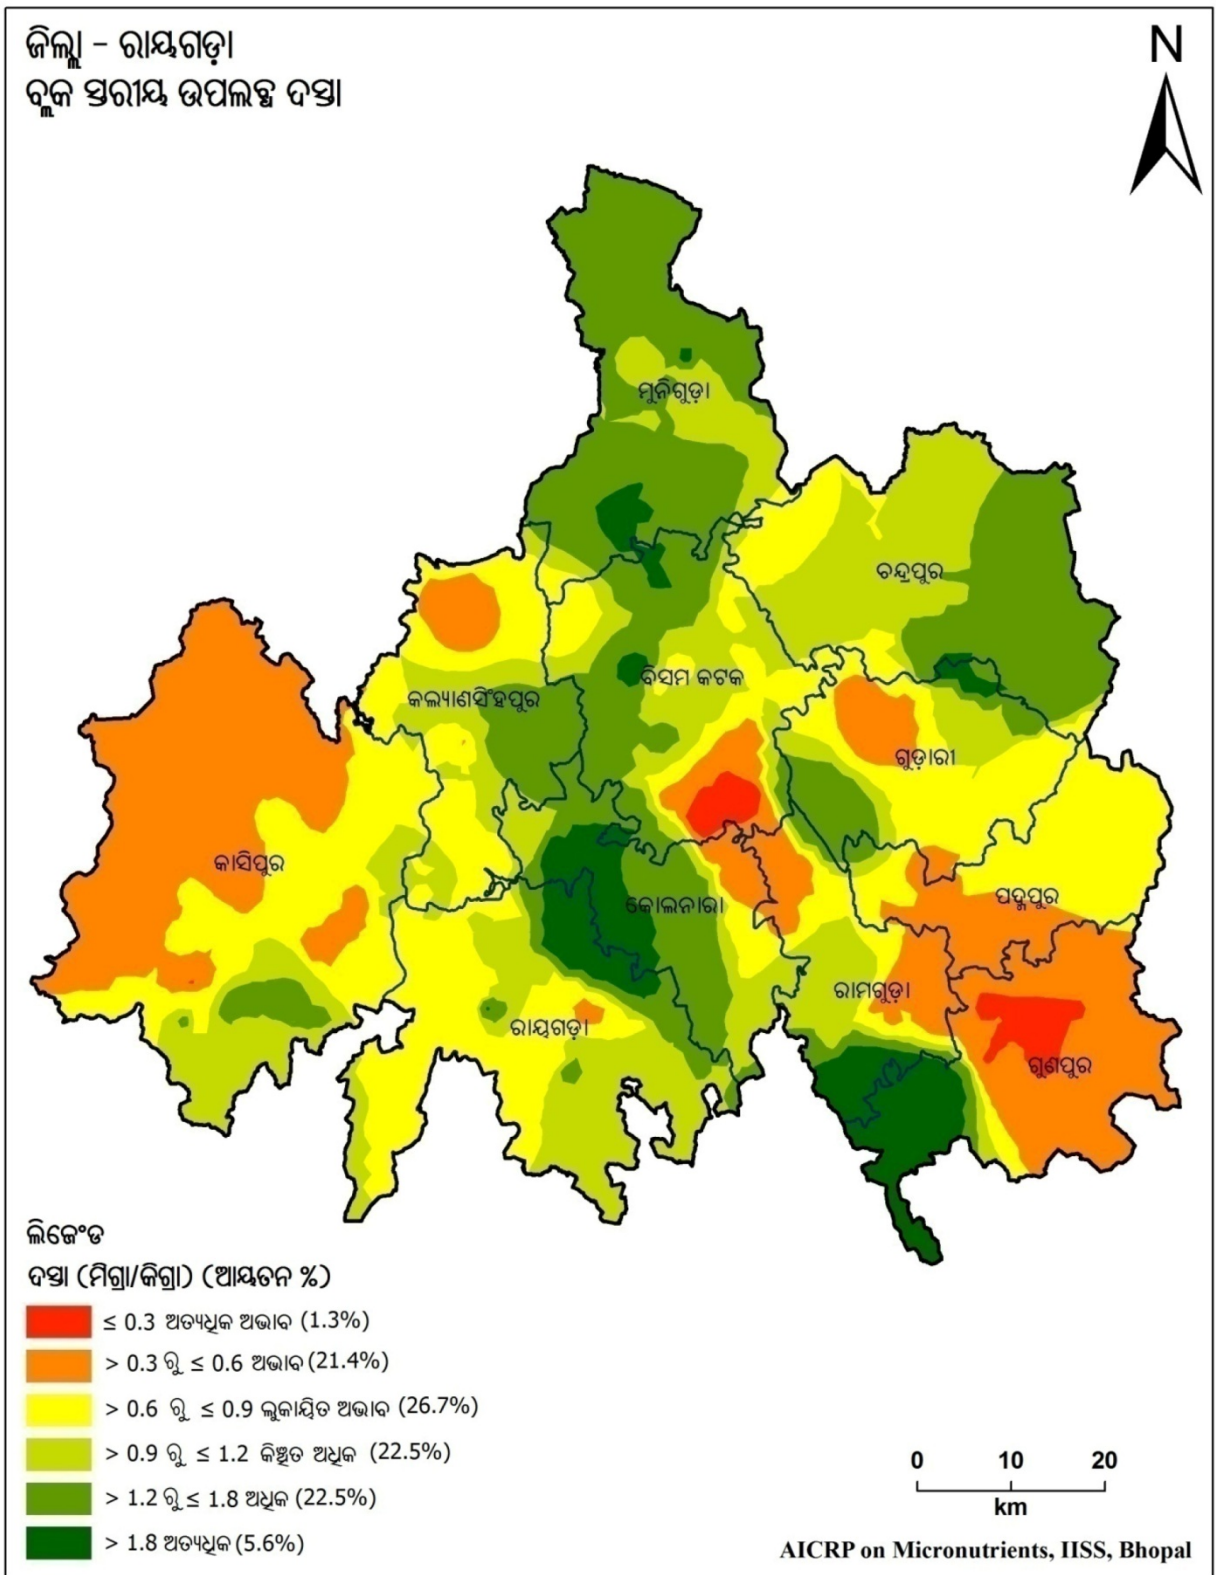 ଜିଲ୍ଲା - ରାୟଗଡ଼ା
ବ୍ଲକ ସ୍ତରୀୟ ଉପଲବ୍ଧ ଦସ୍ତା
N
ମୁନିଗୁଡ଼ା
ଚନ୍ଦ୍ରପୁର
ବିସମ କଟକ
କଲ୍ୟାଣସିଂହପୁର
ଗୁଡ଼ାରୀ
କାସିପୁର
ପଦ୍ମପୁର
କୋଲନାରା
ରାମଗୁଡ଼ା
ରାୟଗଡ଼ା
ଗୁଣପୁର
ଲିଜେଂଡ
ଦସ୍ତା (ମିଗ୍ରା/କିଗ୍ରା) (ଆୟତନ %)
≤ 0.3 ଅତ୍ୟଧିକ ଅଭାବ (1.3%)
> 0.3 ରୁ ≤ 0.6 ଅଭାବ (21.4%)
> 0.6 ରୁ ≤ 0.9 ଲୁକାୟିତ ଅଭାବ (26.7%)
> 0.9 ରୁ ≤ 1.2 କିଞ୍ଚିତ ଅଧିକ (22.5%)
> 1.2 ରୁ ≤ 1.8 ଅଧିକ (22.5%)
> 1.8 ଅତ୍ୟଧିକ (5.6%)
0 10 20
km
AICRP on Micronutrients, IISS, Bhopal